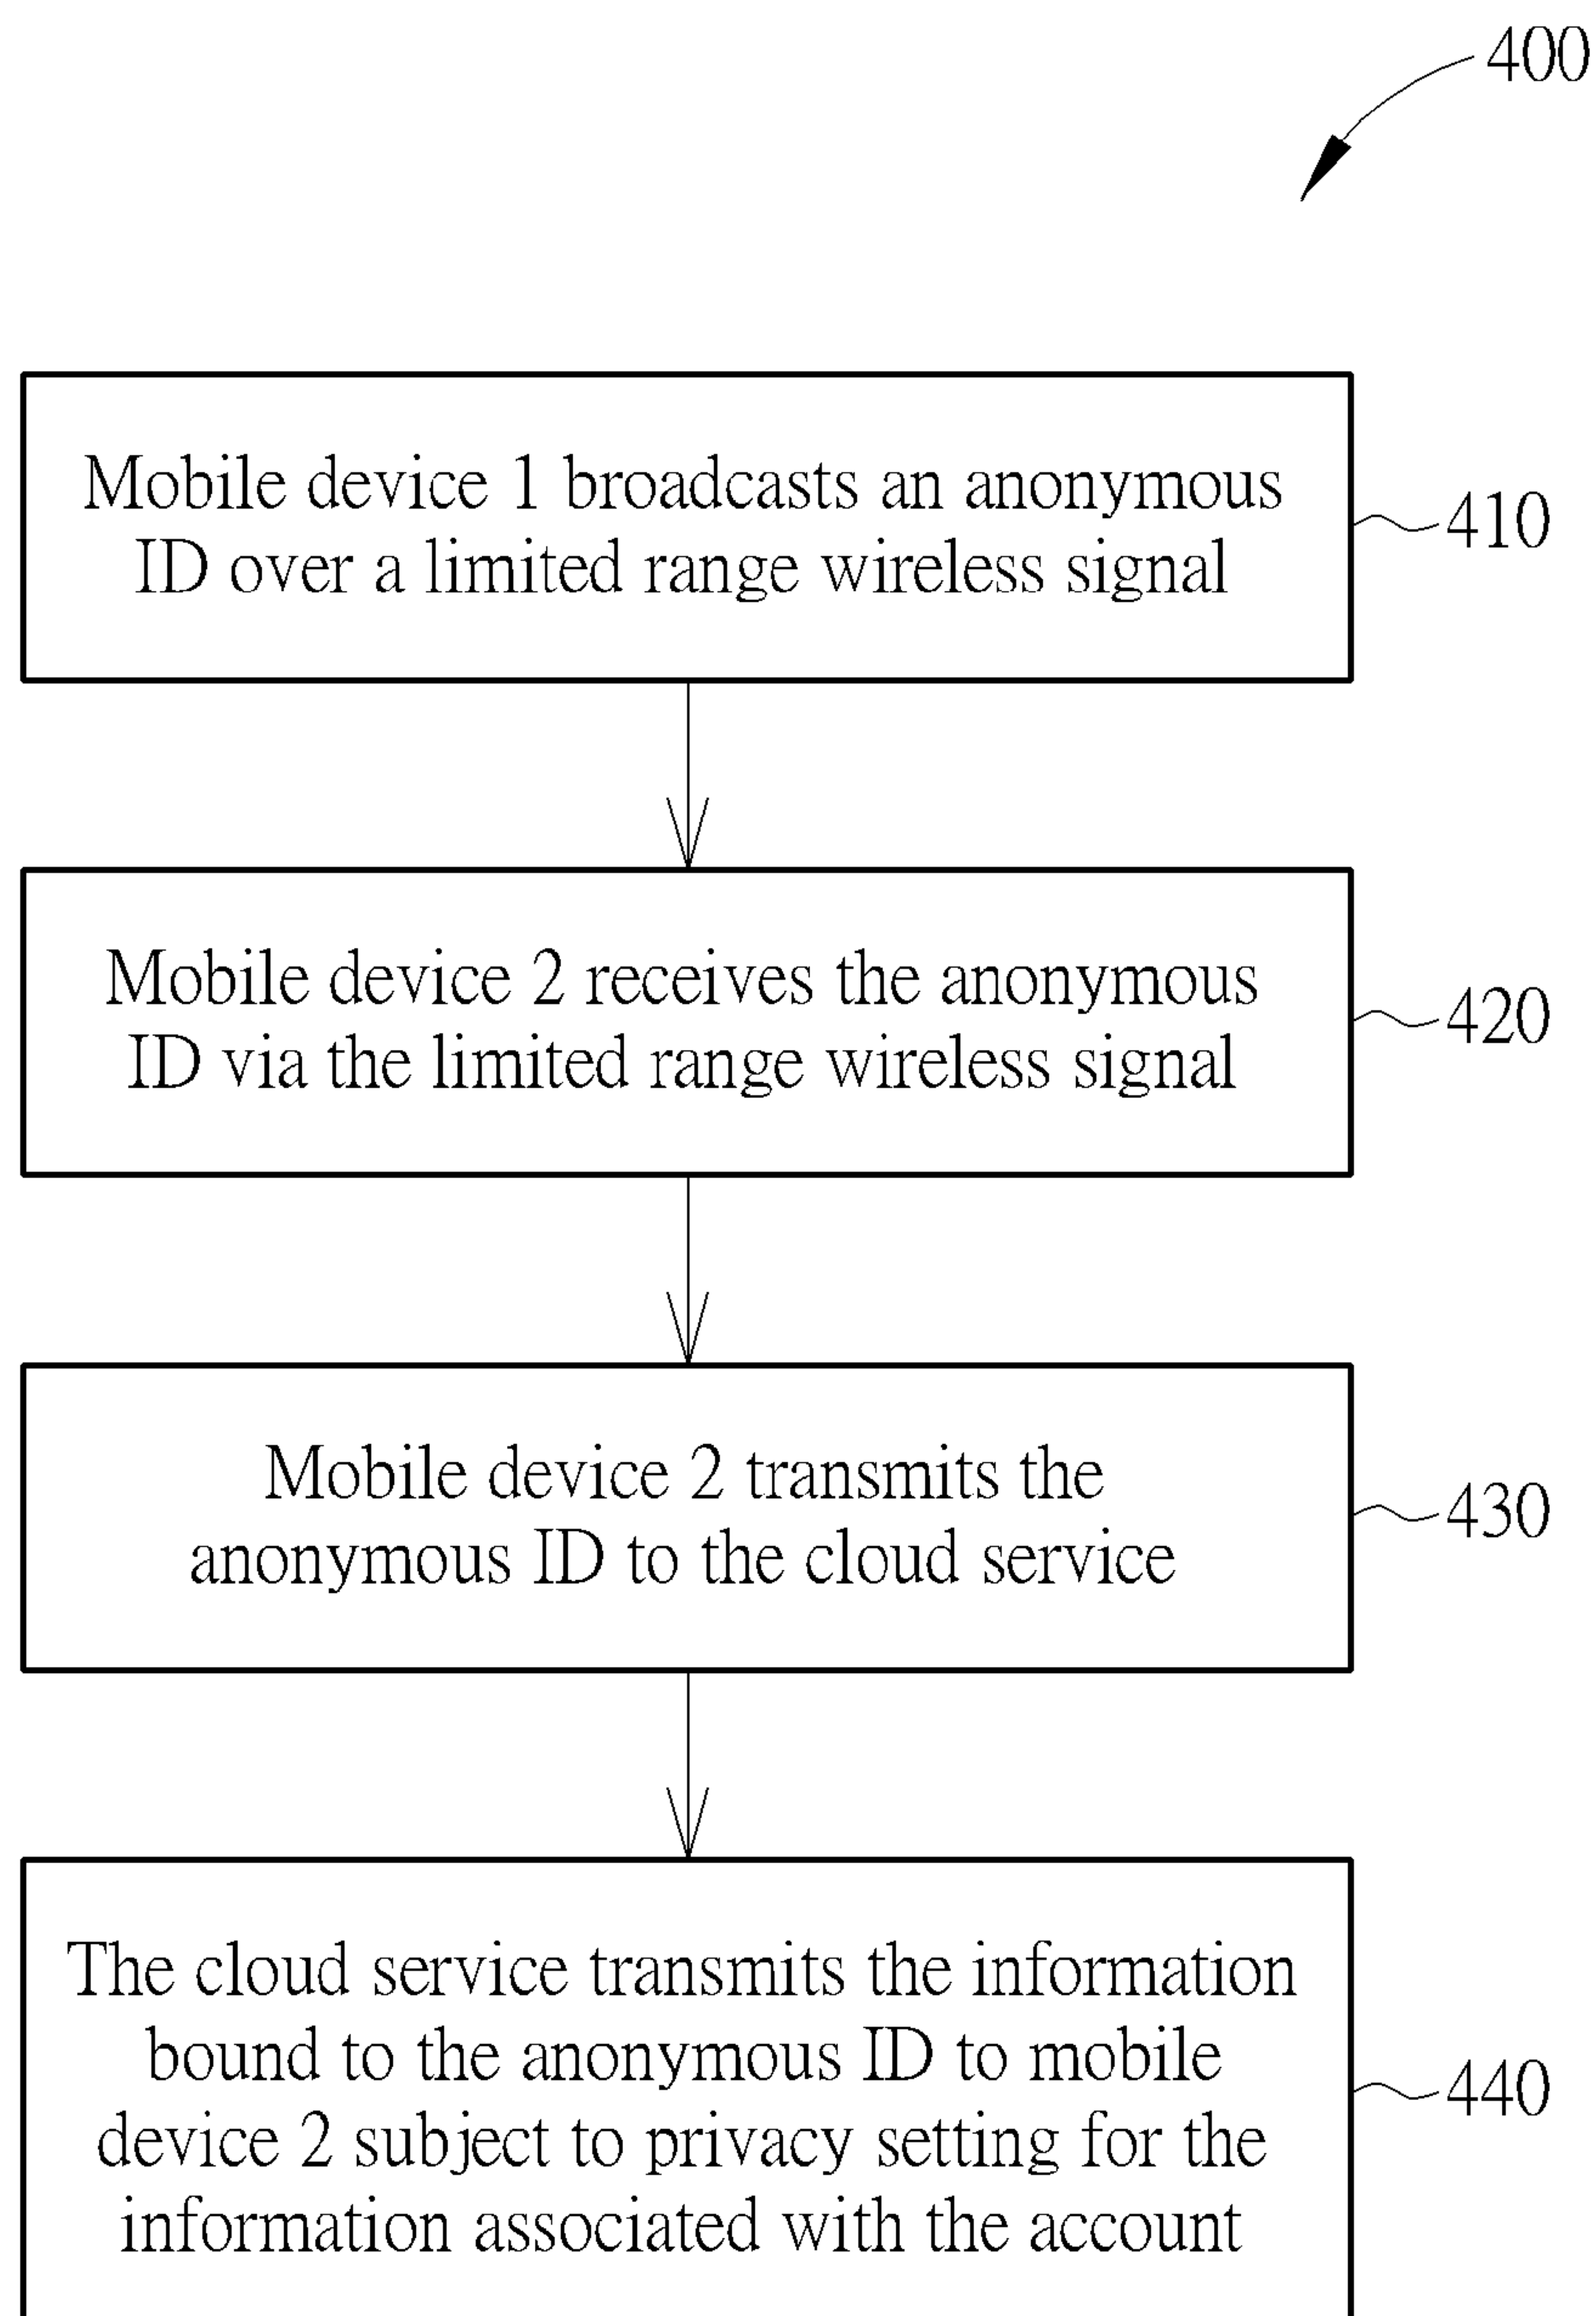 400
Mobile device 1 broadcasts an anonymous
ID over a limited range wireless signal
410
Mobile device 2 receives the anonymous
ID via the limited range wireless signal
420
Mobile device 2 transmits the
anonymous ID to the cloud service
430
The cloud service transmits the information
bound to the anonymous ID to mobile
device 2 subject to privacy setting for the
information associated with the account
440